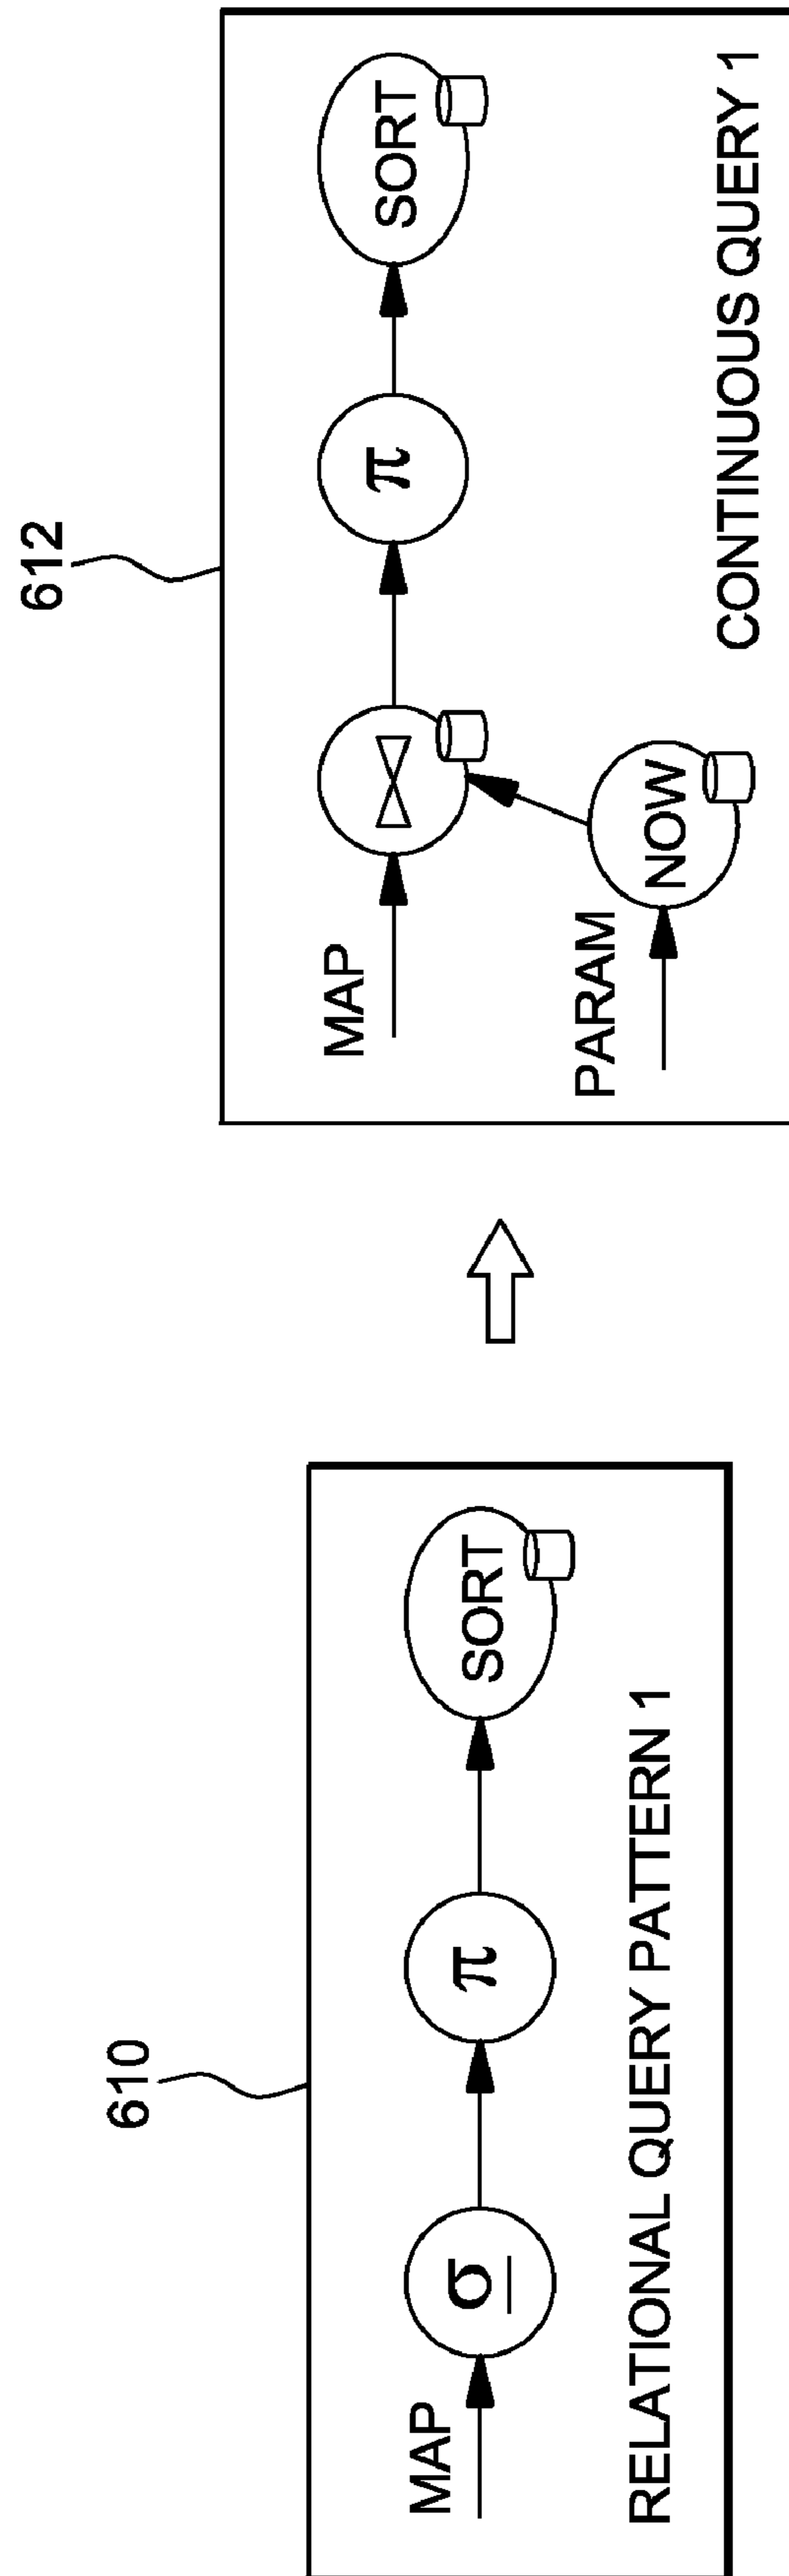 610
MAP
σ
π
SORT
RELATIONAL QUERY PATTERN 1
612
MAP
π
SORT
PARAM
NOW
CONTINUOUS QUERY 1